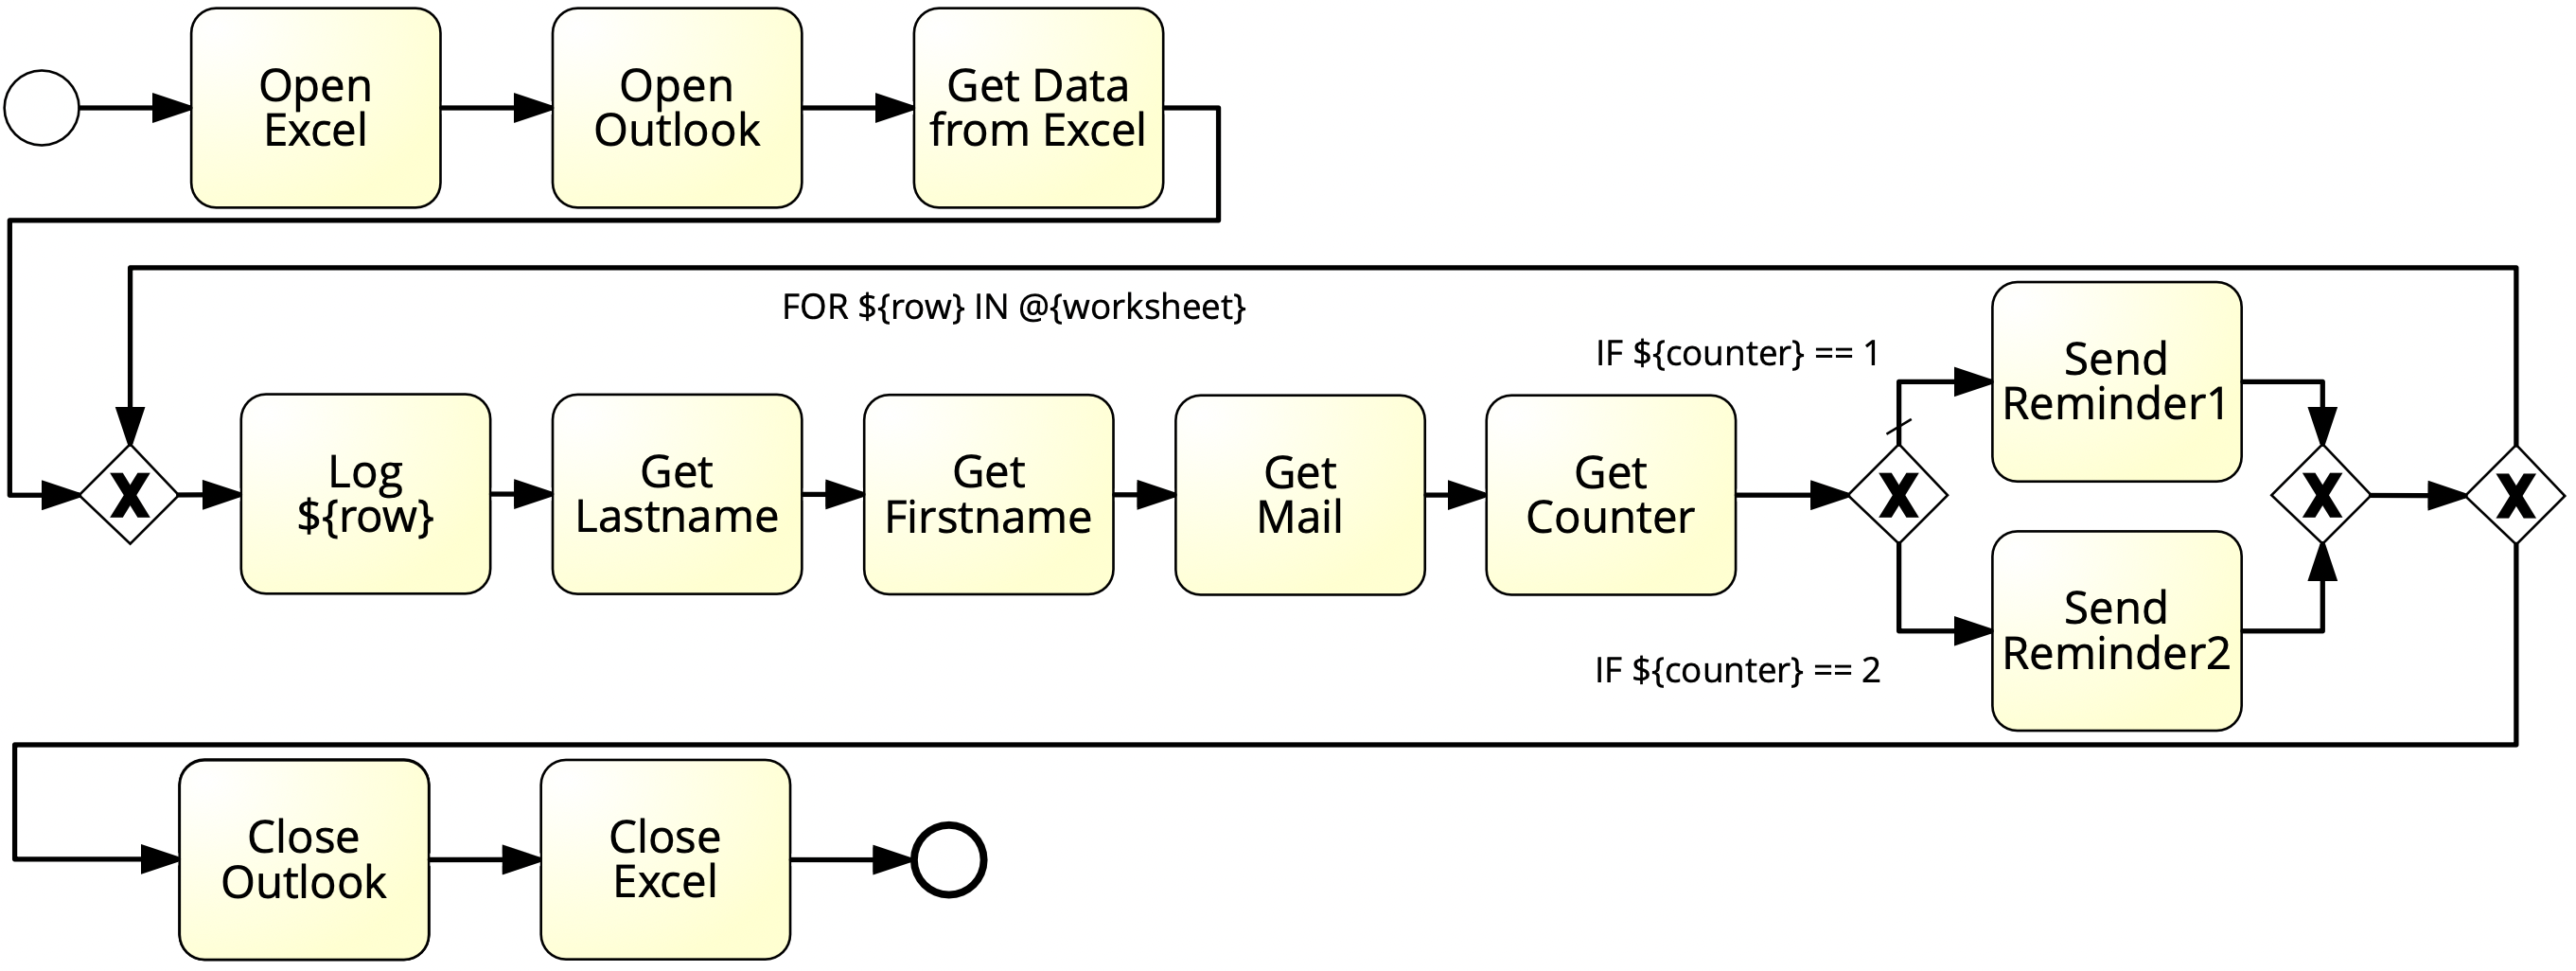 Open
Excel
Open
Outlook
Get Data
from Excel
FOR ${row} IN @{worksheet}
IF ${counter} == 1
Send
Reminder1
Log
${row}
Get
Lastname
Get
Firstname
Get
Mail
Get
Counter
X
X
X
X
Send
Reminder2
IF ${counter} == 2
Close
Outlook
Close
Excel